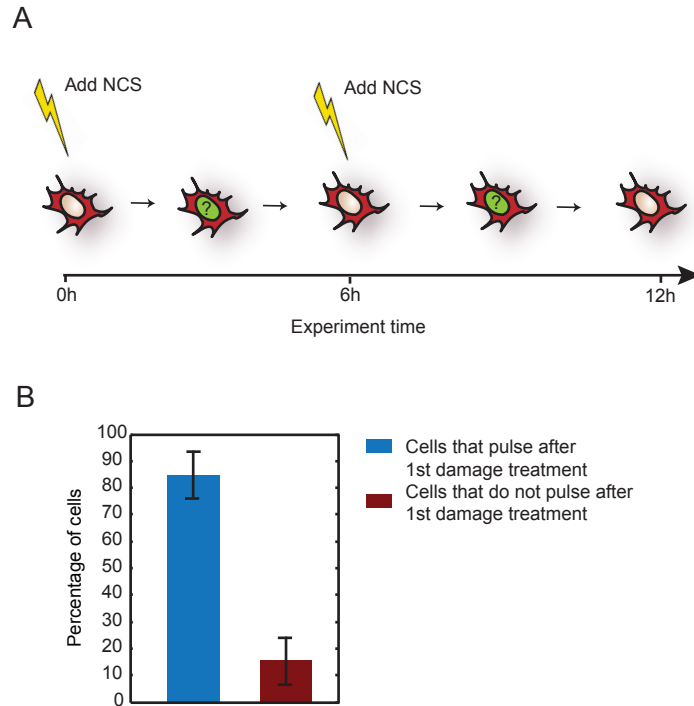 A
Add NCS
Add NCS
?
?
0h
6h
12h
Experiment time
B
Percentage of cells
100
90
80
70
60
50
40
30
20
10
0
Cells that pulse after
1st damage treatment
Cells that do not pulse after
1st damage treatment